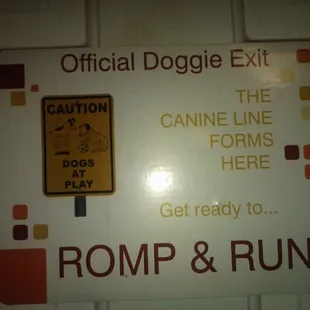 Official Doggie Exit
CAUTION
DOGS
AT
PLAY
THE
CANINE LINE
FORMS
HERE
Get ready to...
ROMP & RUN